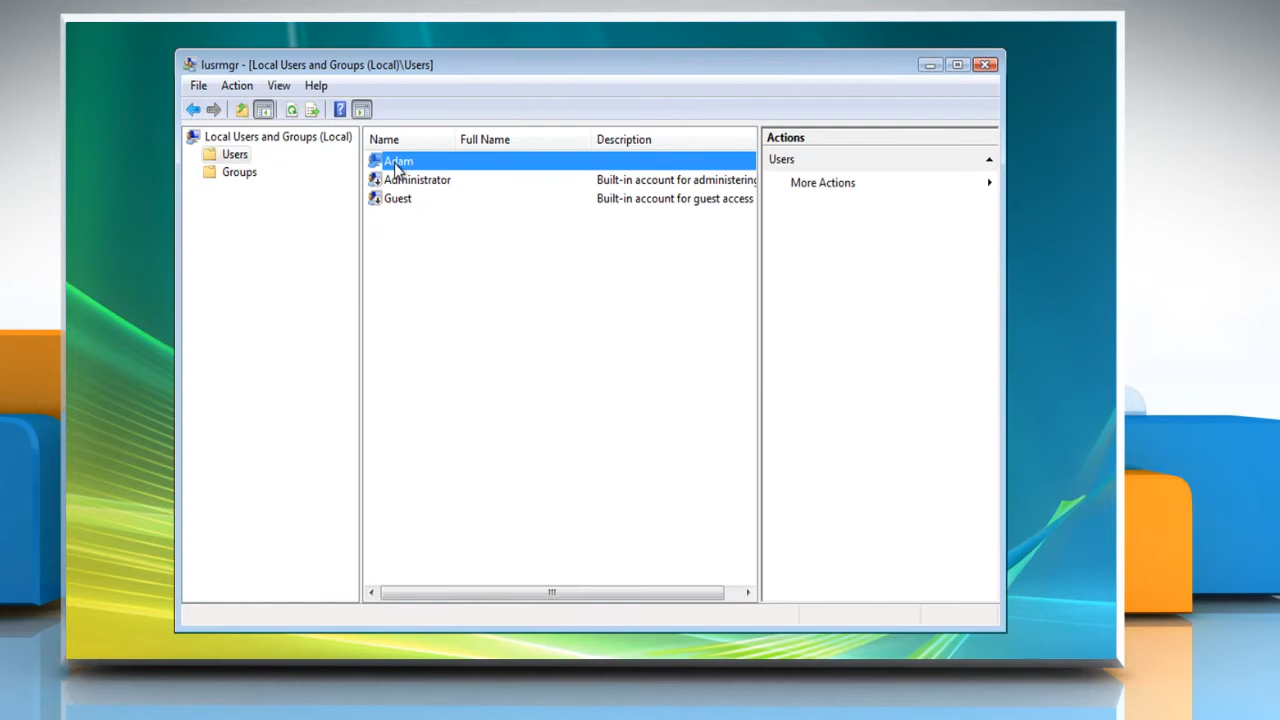 lusrmgr - [Local Users and Groups (Local)\Users]
File Action View Help
Local Users and Groups (Local)
Users
Groups
Name Full Name Description
Adam
Administrator Built-in account for administering
Guest Built-in account for guest access
Actions
Users
More Actions